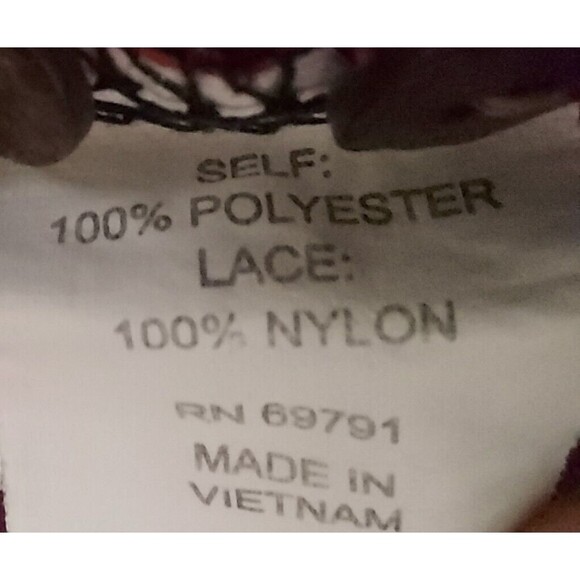 SELF:
100% POLYESTER
LACE:
100% NYLON
RN 69791
MADE IN
VIETNAM